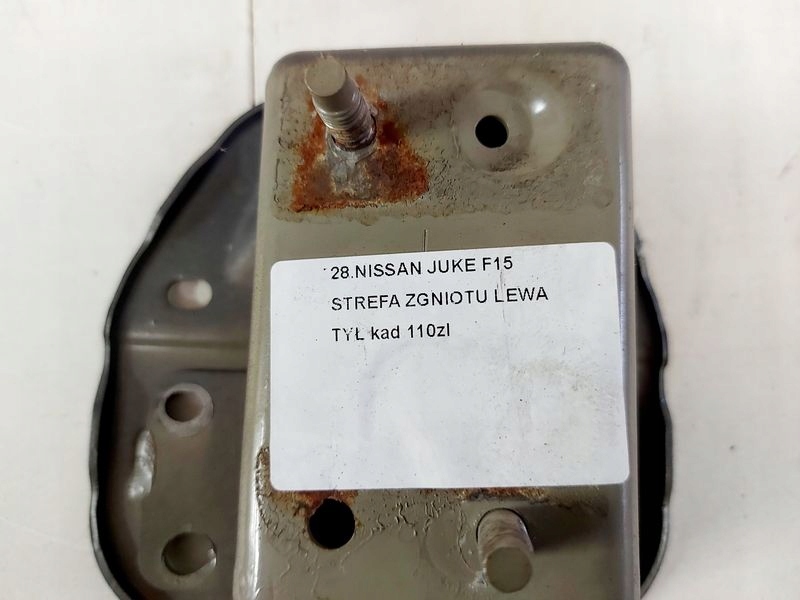 28.NISSAN JUKE F15
STREFA ZGNIOTU LEWA
TYŁ kad 110zl